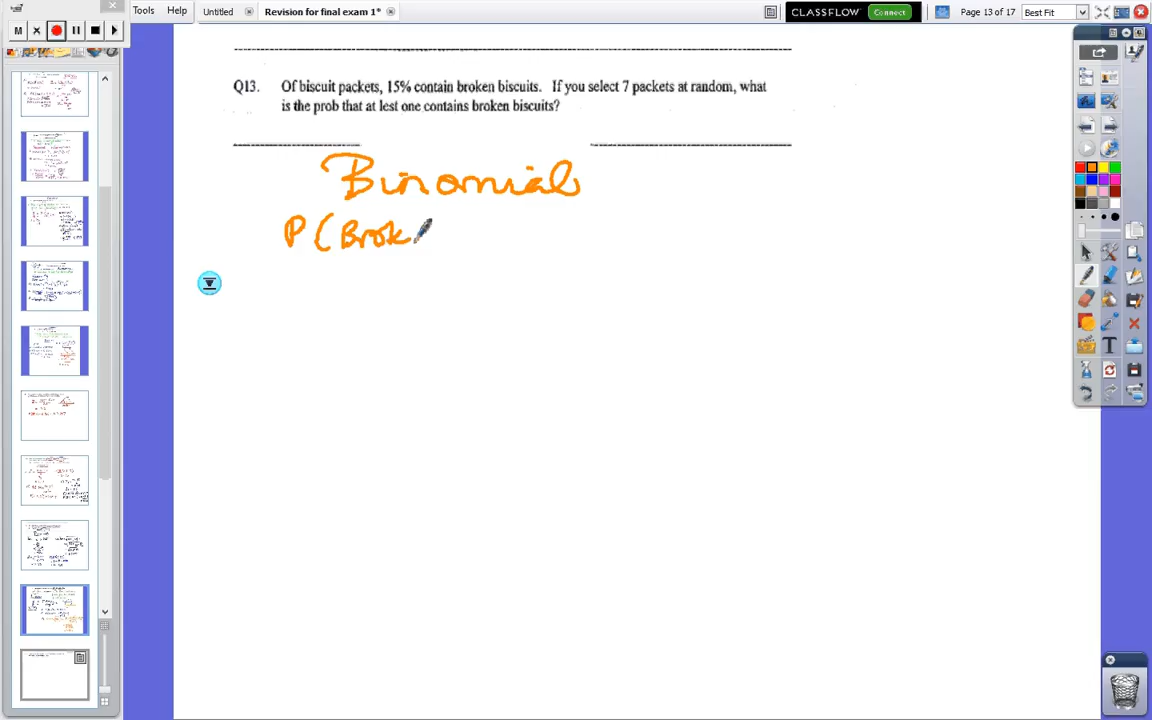 Tools Help Untitled Revision for final exam 1* CLASSFLOW Connect Page 13 of 17 Best Fit
M
Q13. Of biscuit packets, 15% contain broken biscuits. If you select 7 packets at random, what
is the prob that at lest one contains broken biscuits?
Binomial
P (Brok
T